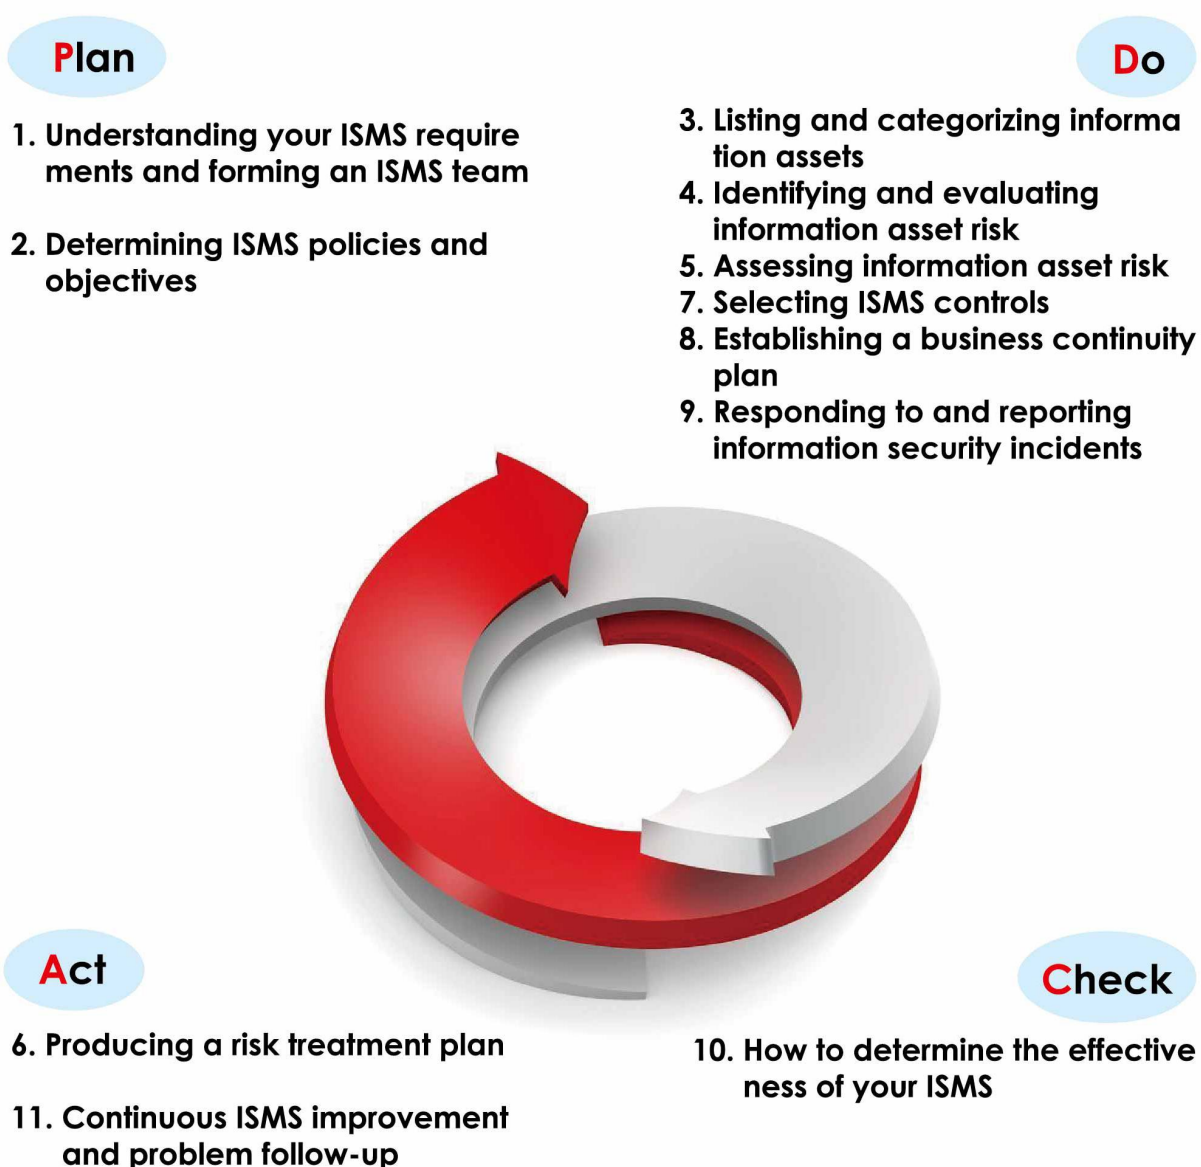 Plan
1. Understanding your ISMS require
ments and forming an ISMS team
2. Determining ISMS policies and
objectives
Do
3. Listing and categorizing informa
tion assets
4. Identifying and evaluating
information asset risk
5. Assessing information asset risk
7. Selecting ISMS controls
8. Establishing a business continuity
plan
9. Responding to and reporting
information security incidents
Act
6. Producing a risk treatment plan
11. Continuous ISMS improvement
and problem follow-up
Check
10. How to determine the effective
ness of your ISMS